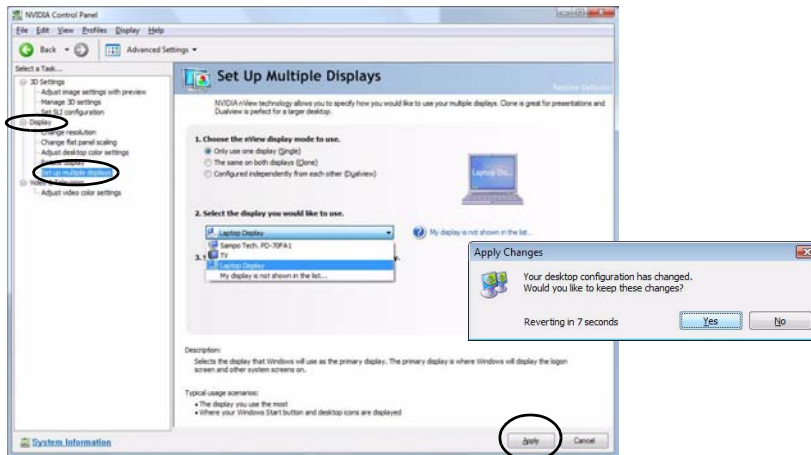 NVIDIA Control Panel
File Edit View Profiles Display Help
Back
Advanced Settings
Select a Task...
3D Settings
Adjust image settings with preview
Manage 3D settings
Set SLI configuration
Display
Change resolution
Change flat panel scaling
Adjust desktop color settings
Set up multiple displays
Adjust video color settings
Set Up Multiple Displays
Restore Defaults
NVIDIA nView technology allows you to specify how you would like to use your multiple displays. Clone is great for presentations and
Dualview is perfect for a larger desktop.
1. Choose the nView display mode to use.
Only use one display (Single)
The same on both displays (Clone)
Configured independently from each other (Dualview)
Laptop Dis...
2. Select the display you would like to use.
Laptop Display
My display is not shown in the list...
Sampo Tech. PD-70FA1
TV
Laptop Display
My display is not shown in the list...
3.
Apply Changes
Your desktop configuration has changed.
Would you like to keep these changes?
Reverting in 7 seconds
Yes
No
Description:
Selects the display that Windows will use as the primary display. The primary display is where Windows will display the logon
screen and other system screens on.
Typical usage scenarios:
• The display you use the most
• Where your Windows Start button and desktop icons are displayed
System Information
Apply
Cancel